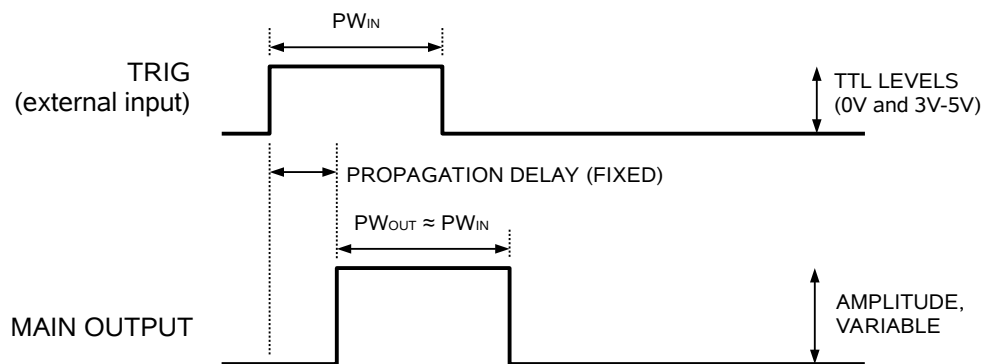 PWIN
TRIG
(external input)
TTL LEVELS
(0V and 3V-5V)
PROPAGATION DELAY (FIXED)
PWOUT ≈ PWIN
MAIN OUTPUT
AMPLITUDE,
VARIABLE